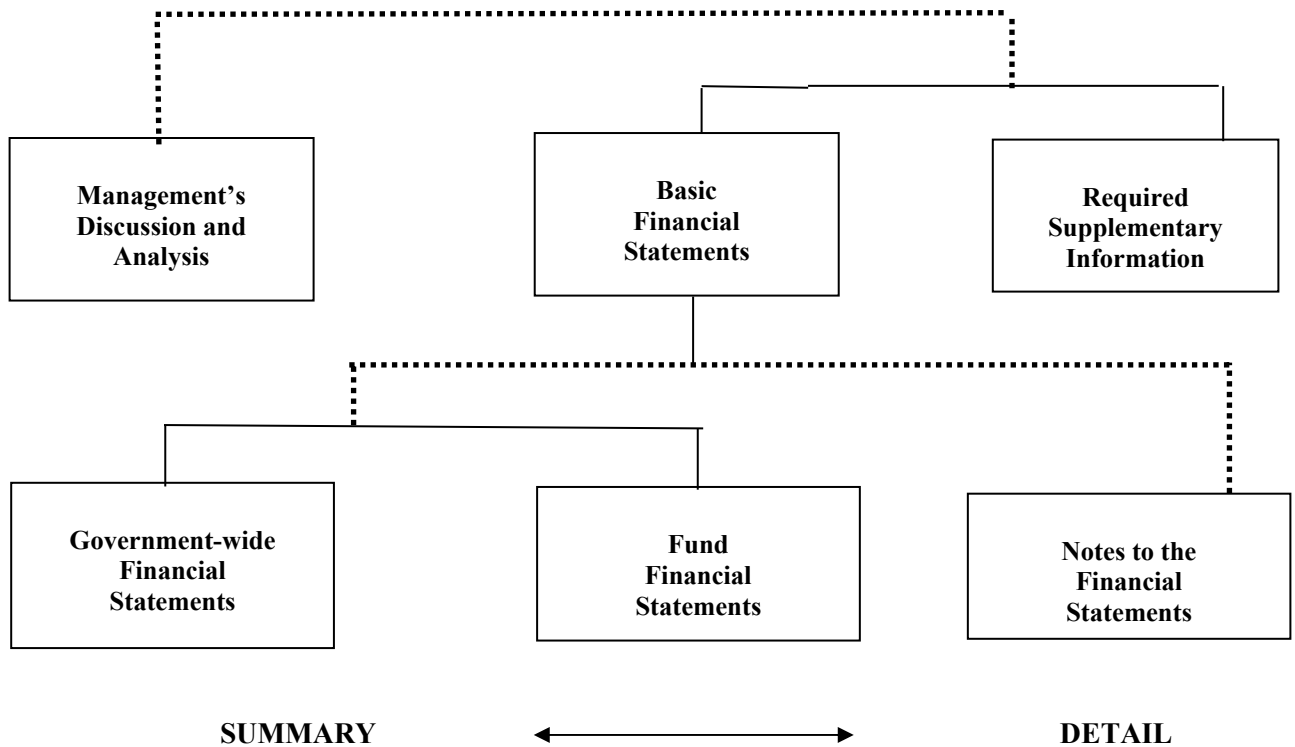 Management’s
Discussion and
Analysis
Basic
Financial
Statements
Required
Supplementary
Information
Government-wide
Financial
Statements
Fund
Financial
Statements
Notes to the
Financial
Statements
SUMMARY
DETAIL